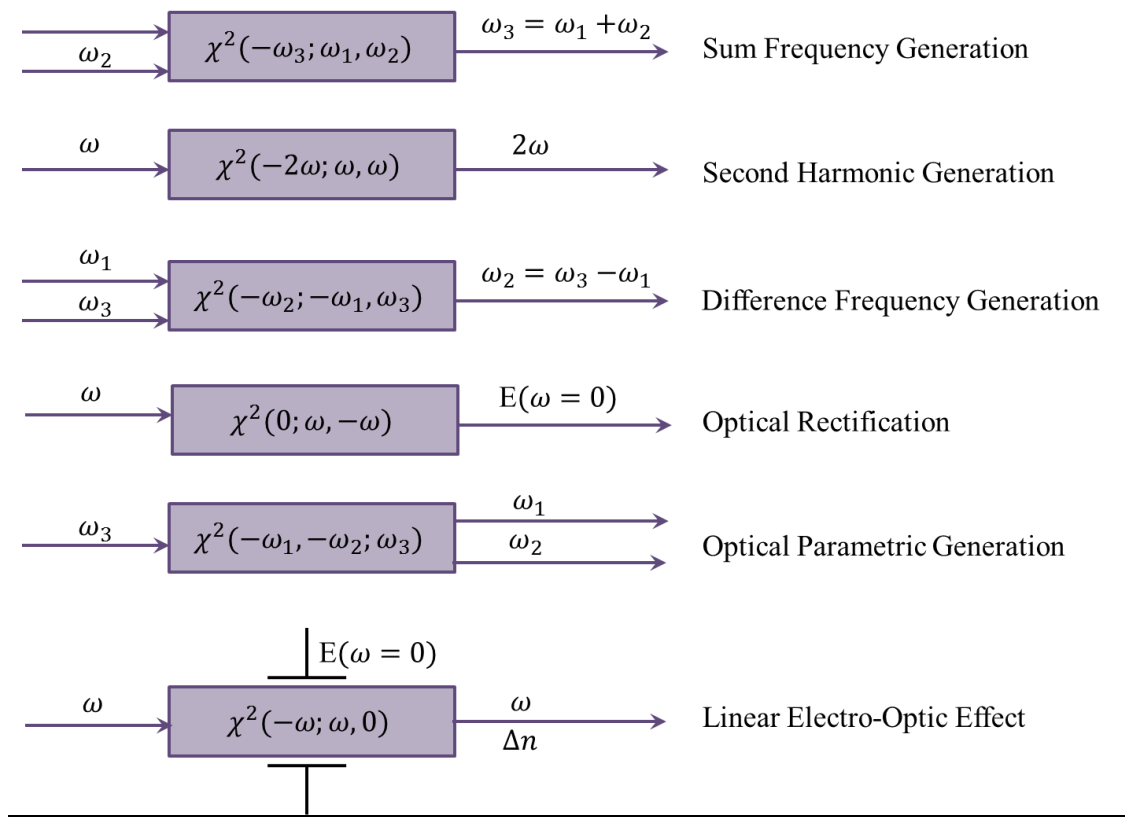 ω₃ = ω₁ +ω₂
ω₂
χ²(−ω₃; ω₁, ω₂)
Sum Frequency Generation
ω
χ²(−2ω; ω, ω)
2ω
Second Harmonic Generation
ω₁
ω₃
χ²(−ω₂; −ω₁, ω₃)
ω₂ = ω₃ −ω₁
Difference Frequency Generation
ω
χ²(0; ω, −ω)
E(ω = 0)
Optical Rectification
ω₃
χ²(−ω₁, −ω₂; ω₃)
ω₁
ω₂
Optical Parametric Generation
E(ω = 0)
ω
χ²(−ω; ω, 0)
ω
Δn
Linear Electro-Optic Effect